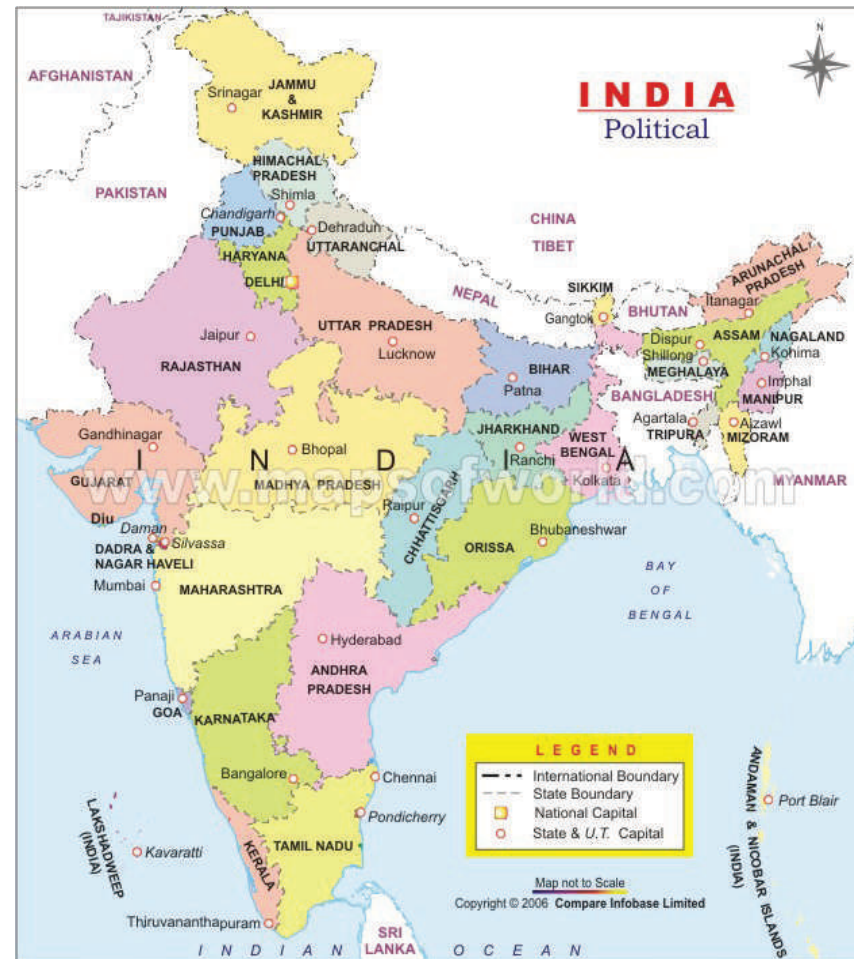 TAJIKISTAN
AFGHANISTAN
JAMMU
&
KASHMIR
Srinagar
N
INDIA
Political
HIMACHAL
PRADESH
Shimla
PAKISTAN
Chandigarh
PUNJAB
Dehradun
UTTARANCHAL
CHINA
TIBET
HARYANA
DELHI
NEPAL
SIKKIM
Gangtok
BHUTAN
ARUNACHAL
PRADESH
Itanagar
Jaipur
RAJASTHAN
UTTAR PRADESH
Lucknow
BIHAR
Patna
Dispur
ASSAM
NAGALAND
Shillong
Kohima
MEGHALAYA
BANGLADESH
Imphal
MANIPUR
Agartala
TRIPURA
Aizawl
MIZORAM
Gandhinagar
Bhopal
JHARKHAND
Ranchi
WEST
BENGAL
Kolkata
I N D I A
www.mapsofworld.com
GUJARAT
MADHYA PRADESH
MYANMAR
Diu
Daman
Silvassa
DADRA &
NAGAR HAVELI
Raipur
CHHATTISGARH
ORISSA
Bhubaneshwar
Mumbai
MAHARASHTRA
BAY
OF
BENGAL
ARABIAN
SEA
Hyderabad
ANDHRA
PRADESH
Panaji
GOA
KARNATAKA
Bangalore
Chennai
LEGEND
International Boundary
State Boundary
National Capital
State & U.T. Capital
Pondicherry
Port Blair
ANDAMAN & NICOBAR ISLANDS
(INDIA)
LAKSHADWEEP
(INDIA)
Kavaratti
KERALA
TAMIL NADU
Map not to Scale
Copyright © 2006 Compare Infobase Limited
Thiruvananthapuram
SRI
LANKA
INDIAN OCEAN